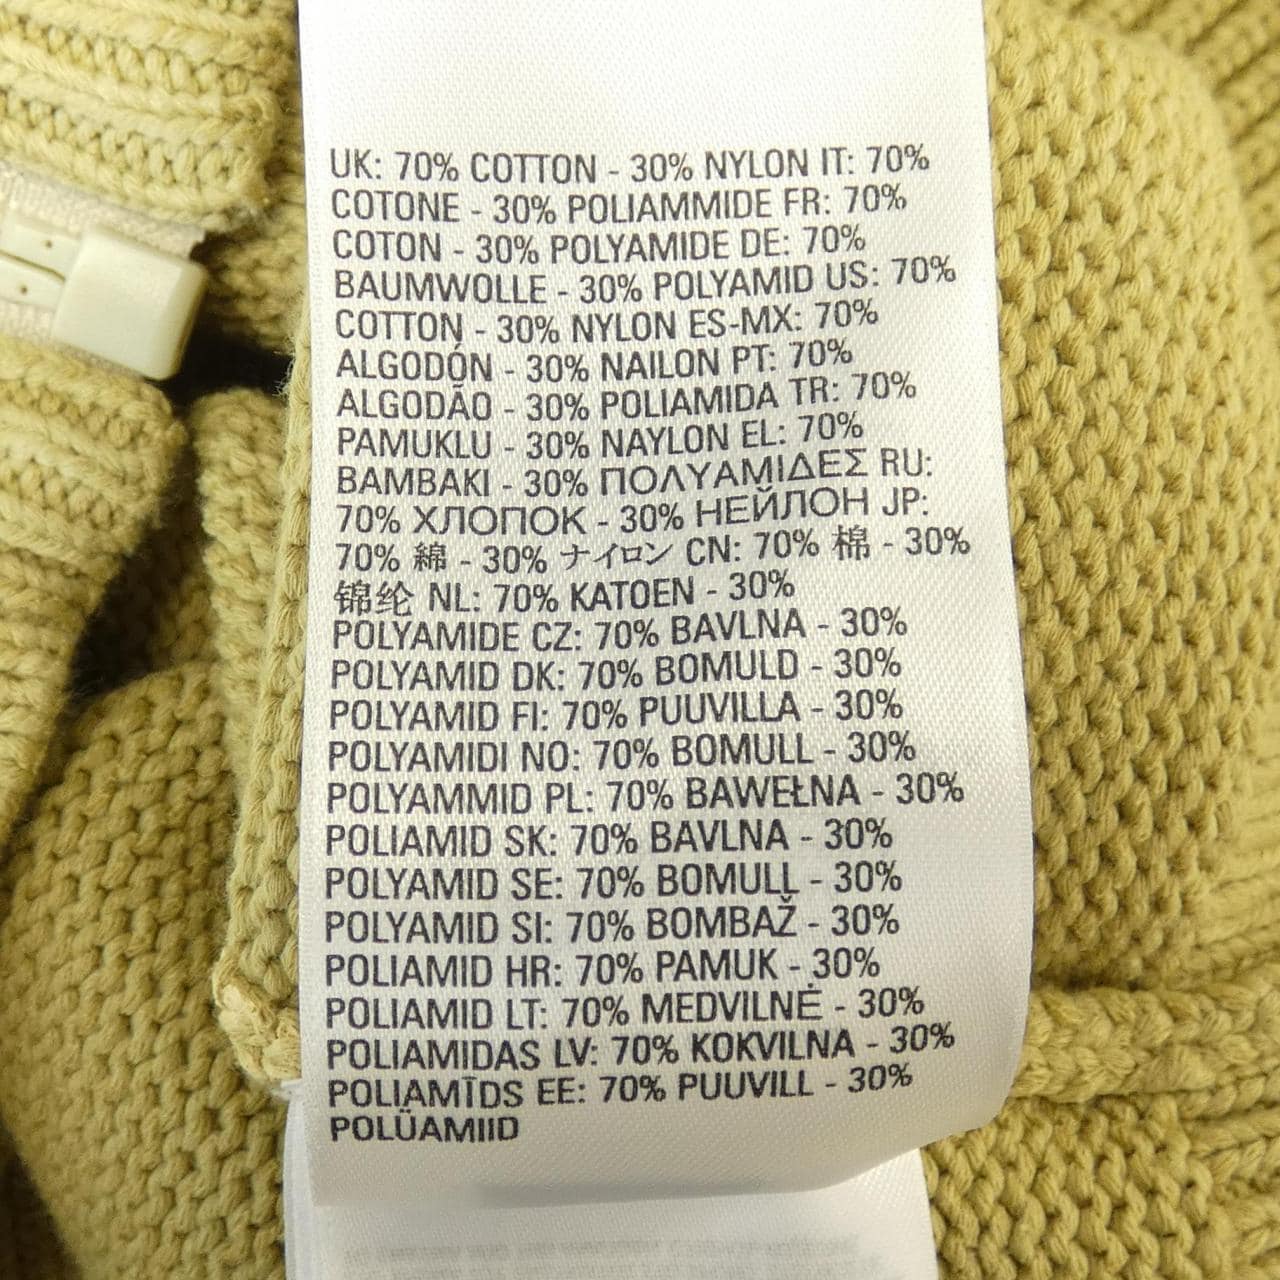 UK: 70% COTTON - 30% NYLON IT: 70%
COTONE - 30% POLIAMMIDE FR: 70%
COTON - 30% POLYAMIDE DE: 70%
BAUMWOLLE - 30% POLYAMID US: 70%
COTTON - 30% NYLON ES-MX: 70%
ALGODÓN - 30% NAILON PT: 70%
ALGODÃO - 30% POLIAMIDA TR: 70%
PAMUKLU - 30% NAYLON EL: 70%
ΒΑΜΒΑΚΙ - 30% ΠΟΛΥΑΜΙΔΕΣ RU:
70% ХЛОПОК - 30% НЕЙЛОН JP:
70% 綿 - 30% ナイロン CN: 70% 棉 - 30%
锦纶 NL: 70% KATOEN - 30%
POLYAMIDE CZ: 70% BAVLNA - 30%
POLYAMID DK: 70% BOMULD - 30%
POLYAMID FI: 70% PUUVILLA - 30%
POLYAMIDI NO: 70% BOMULL - 30%
POLYAMMID PL: 70% BAWEŁNA - 30%
POLIAMID SK: 70% BAVLNA - 30%
POLYAMID SE: 70% BOMULL - 30%
POLYAMID SI: 70% BOMBAŽ - 30%
POLIAMID HR: 70% PAMUK - 30%
POLIAMID LT: 70% MEDVILNĖ - 30%
POLIAMIDAS LV: 70% KOKVILNA - 30%
POLIAMĪDS EE: 70% PUUVILL - 30%
POLÜAMIID